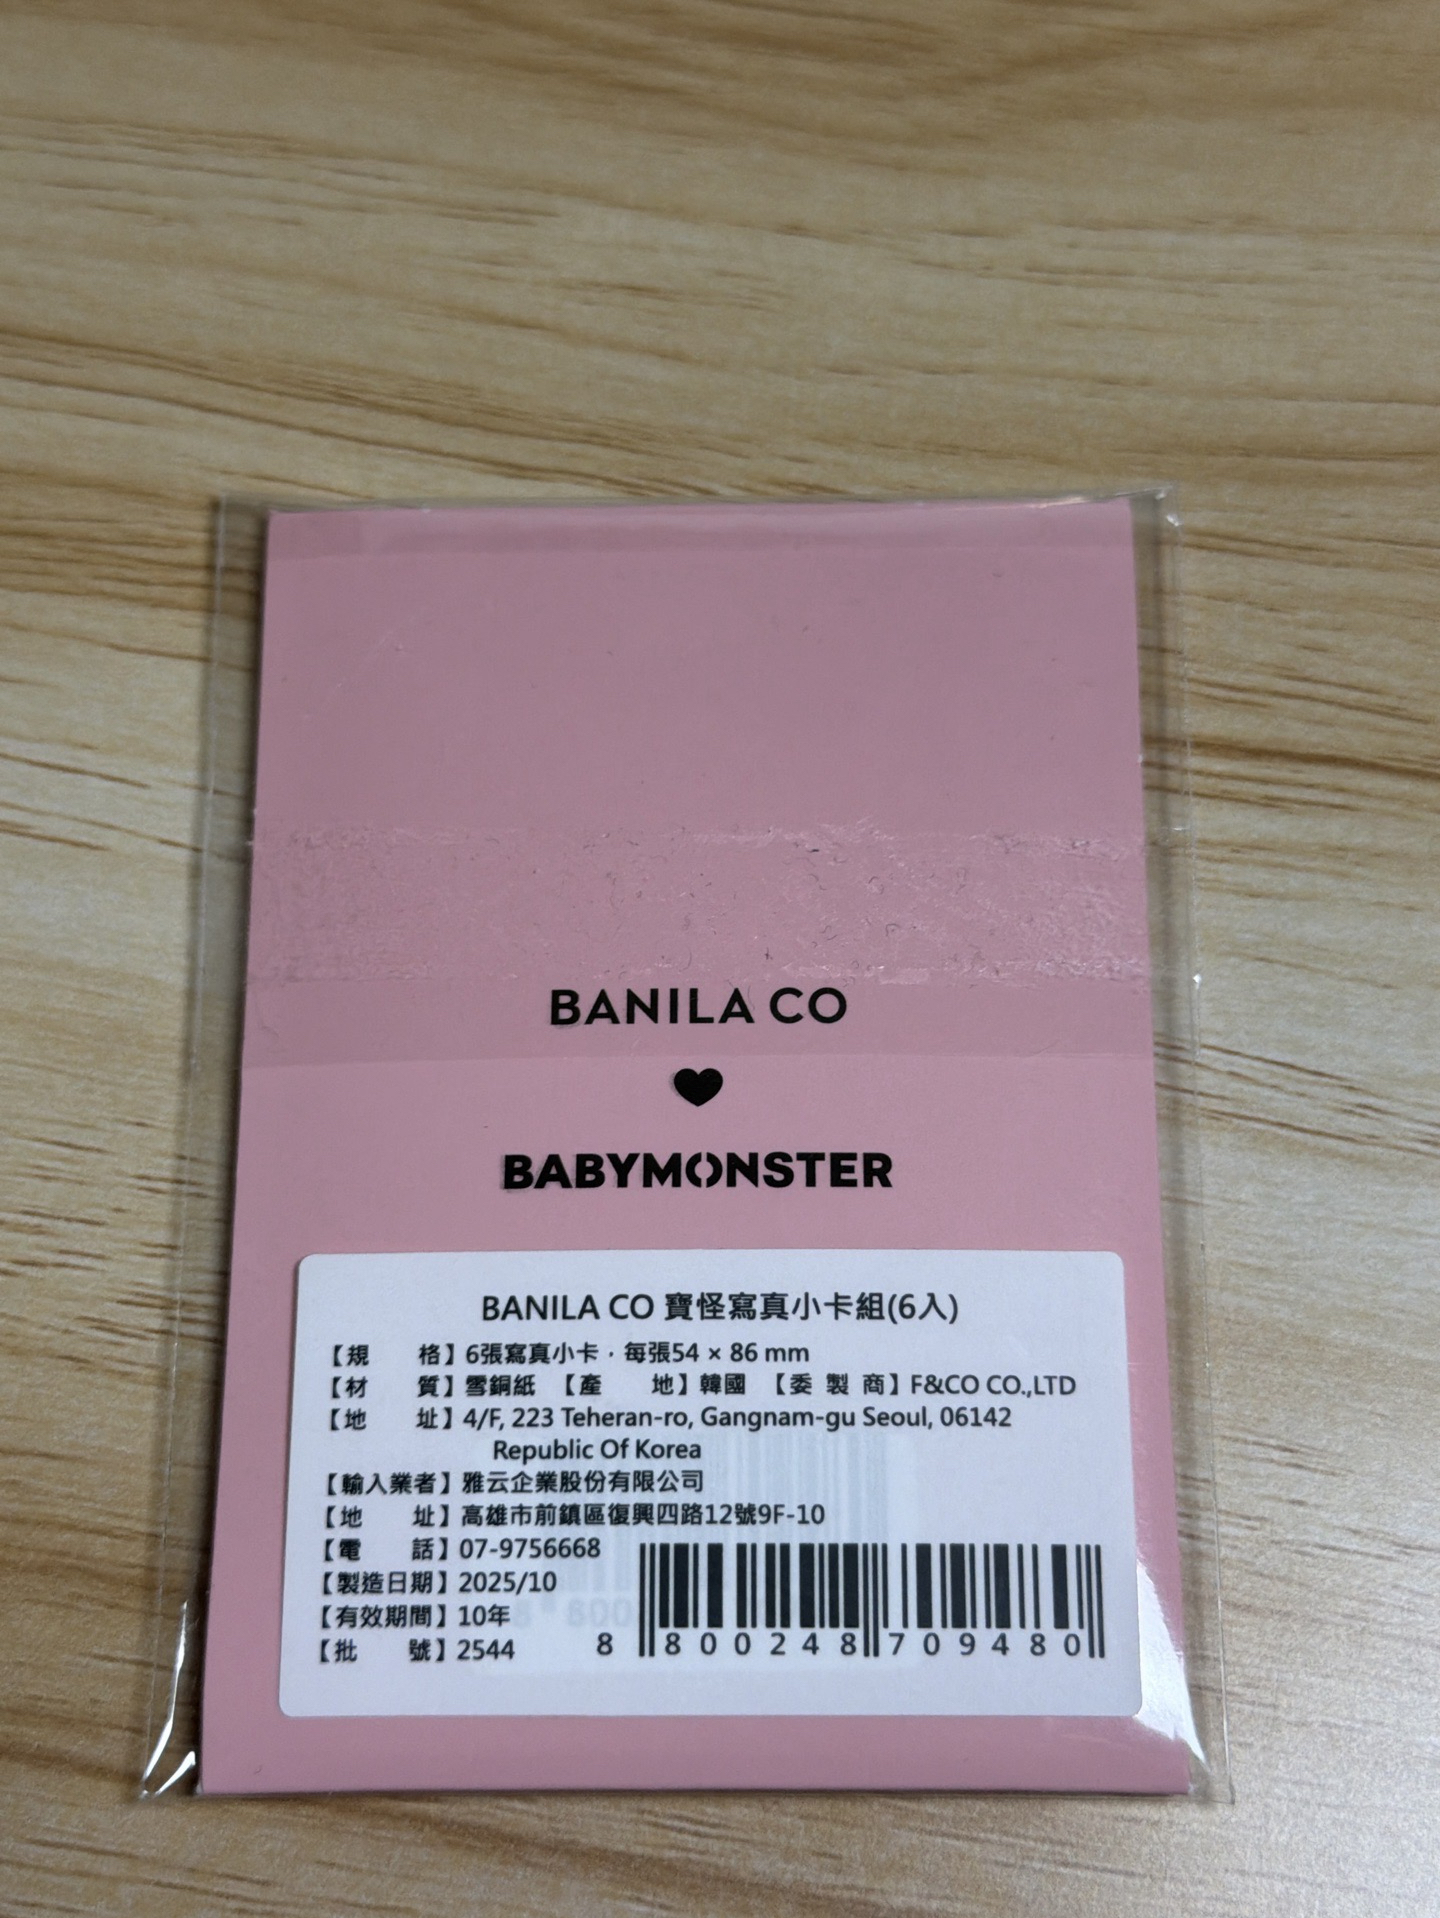 BANILA CO
BABYMONSTER
BANILA CO 寶怪寫真小卡組(6入)
【規 格】6張寫真小卡，每張54 × 86 mm
【材 質】雪銅紙 【產 地】韓國 【委 製 商】F&CO CO.,LTD
【地 址】4/F, 223 Teheran-ro, Gangnam-gu Seoul, 06142
Republic Of Korea
【輸入業者】雅云企業股份有限公司
【地 址】高雄市前鎮區復興四路12號9F-10
【電 話】07-9756668
【製造日期】2025/10
【有效期間】10年
【批 號】2544
8 800248 709480